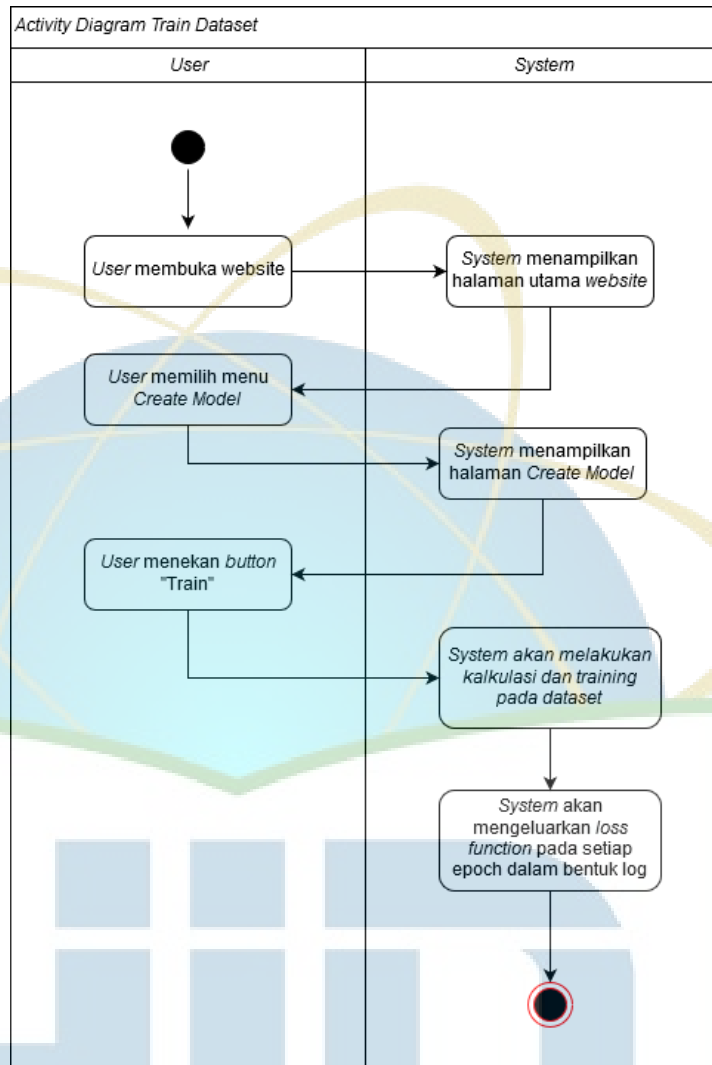 Activity Diagram Train Dataset
User
System
User membuka website
System menampilkan
halaman utama website
User memilih menu
Create Model
System menampilkan
halaman Create Model
User menekan button
"Train"
System akan melakukan
kalkulasi dan training
pada dataset
System akan
mengeluarkan loss
function pada setiap
epoch dalam bentuk log